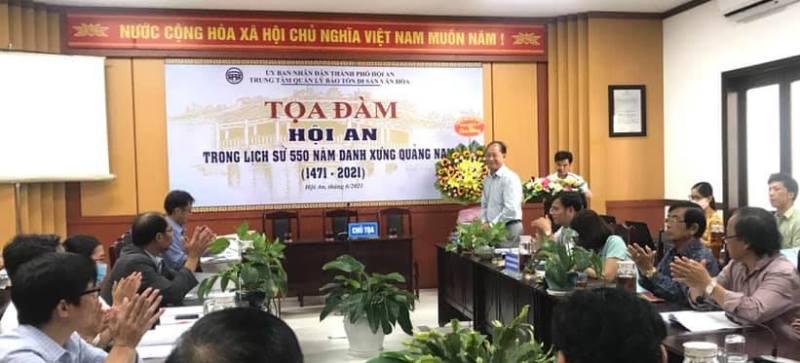 NƯỚC CỘNG HÒA XÃ HỘI CHỦ NGHĨA VIỆT NAM MUÔN NĂM !
ỦY BAN NHÂN DÂN THÀNH PHỐ HỘI AN
TRUNG TÂM QUẢN LÝ BẢO TỒN DI SẢN VĂN HÓA
TỌA ĐÀM
HỘI AN
TRONG LỊCH SỬ 550 NĂM DANH XƯNG QUẢNG NAM
(1471 - 2021)
Hội An, tháng 6/2021
CHỦ TỌA